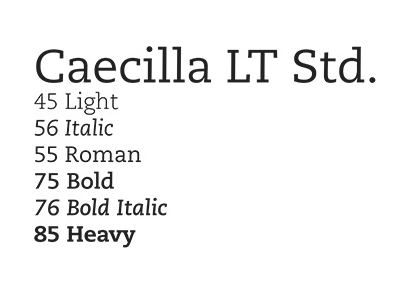 Caecilla LT Std.
45 Light
56 Italic
55 Roman
75 Bold
76 Bold Italic
85 Heavy